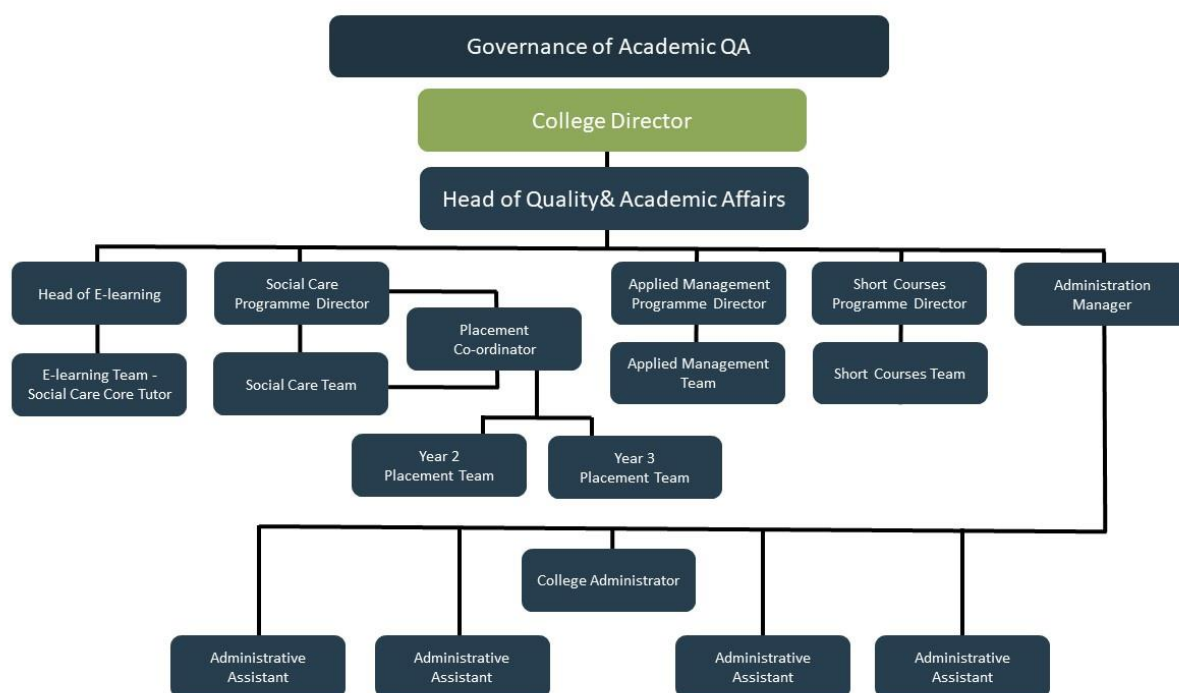 Governance of Academic QA
College Director
Head of Quality& Academic Affairs
Head of E-learning
Social Care
Programme Director
Applied Management
Programme Director
Short Courses
Programme Director
Administration
Manager
Placement
Co-ordinator
E-learning Team -
Social Care Core Tutor
Social Care Team
Applied Management
Team
Short Courses Team
Year 2
Placement Team
Year 3
Placement Team
College Administrator
Administrative
Assistant
Administrative
Assistant
Administrative
Assistant
Administrative
Assistant